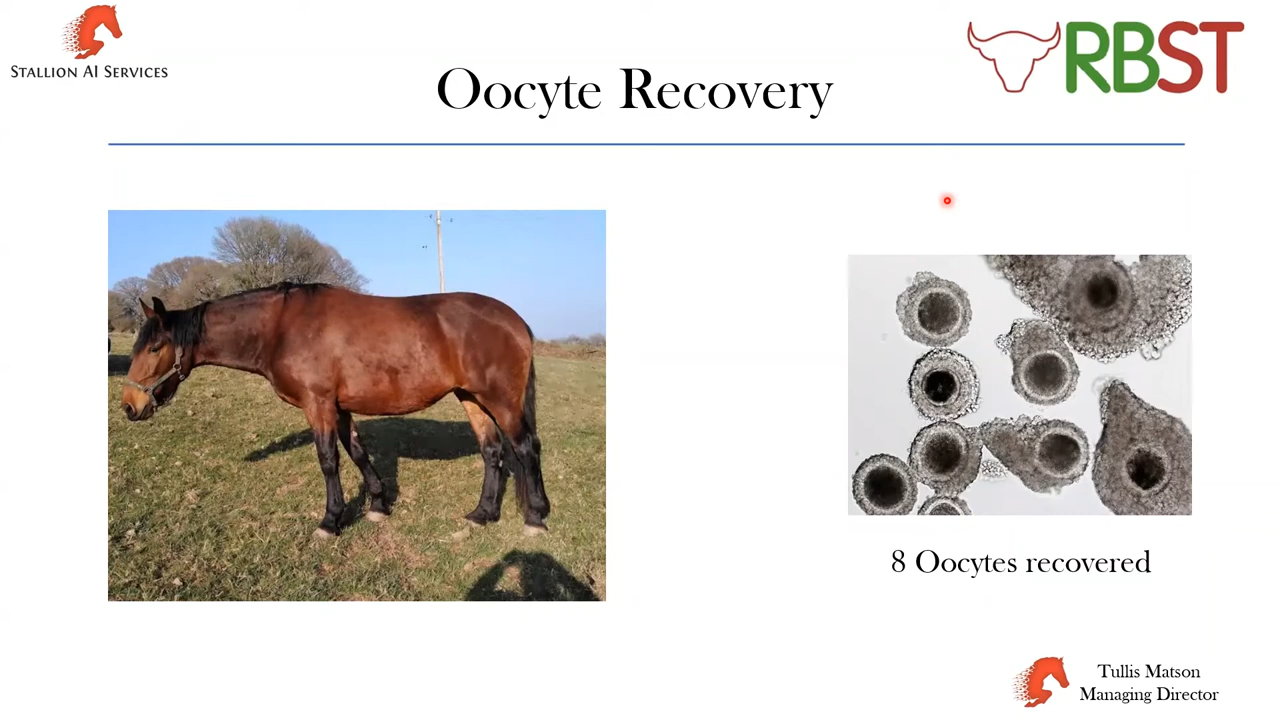 STALLION AI SERVICES
RBST
Oocyte Recovery
8 Oocytes recovered
Tullis Matson
Managing Director